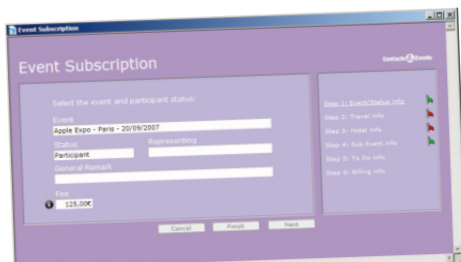 Event Subscription
Event Subscription
Contacts Events
Select the event and participant status:
Event
Apple Expo - Paris - 20/09/2007
Status Representing
Participant
General Remark
Fee
125,00€
Step 1: Event/Status info
Step 2: Travel info
Step 3: Hotel info
Step 4: Sub Event info
Step 5: To Do info
Step 6: Billing info
Cancel Finish Next